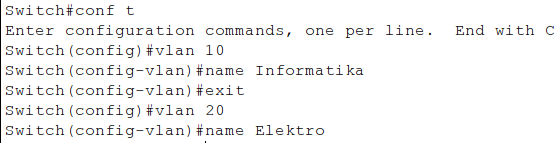 Switch#conf t
Enter configuration commands, one per line.  End with C
Switch(config)#vlan 10
Switch(config-vlan)#name Informatika
Switch(config-vlan)#exit
Switch(config)#vlan 20
Switch(config-vlan)#name Elektro